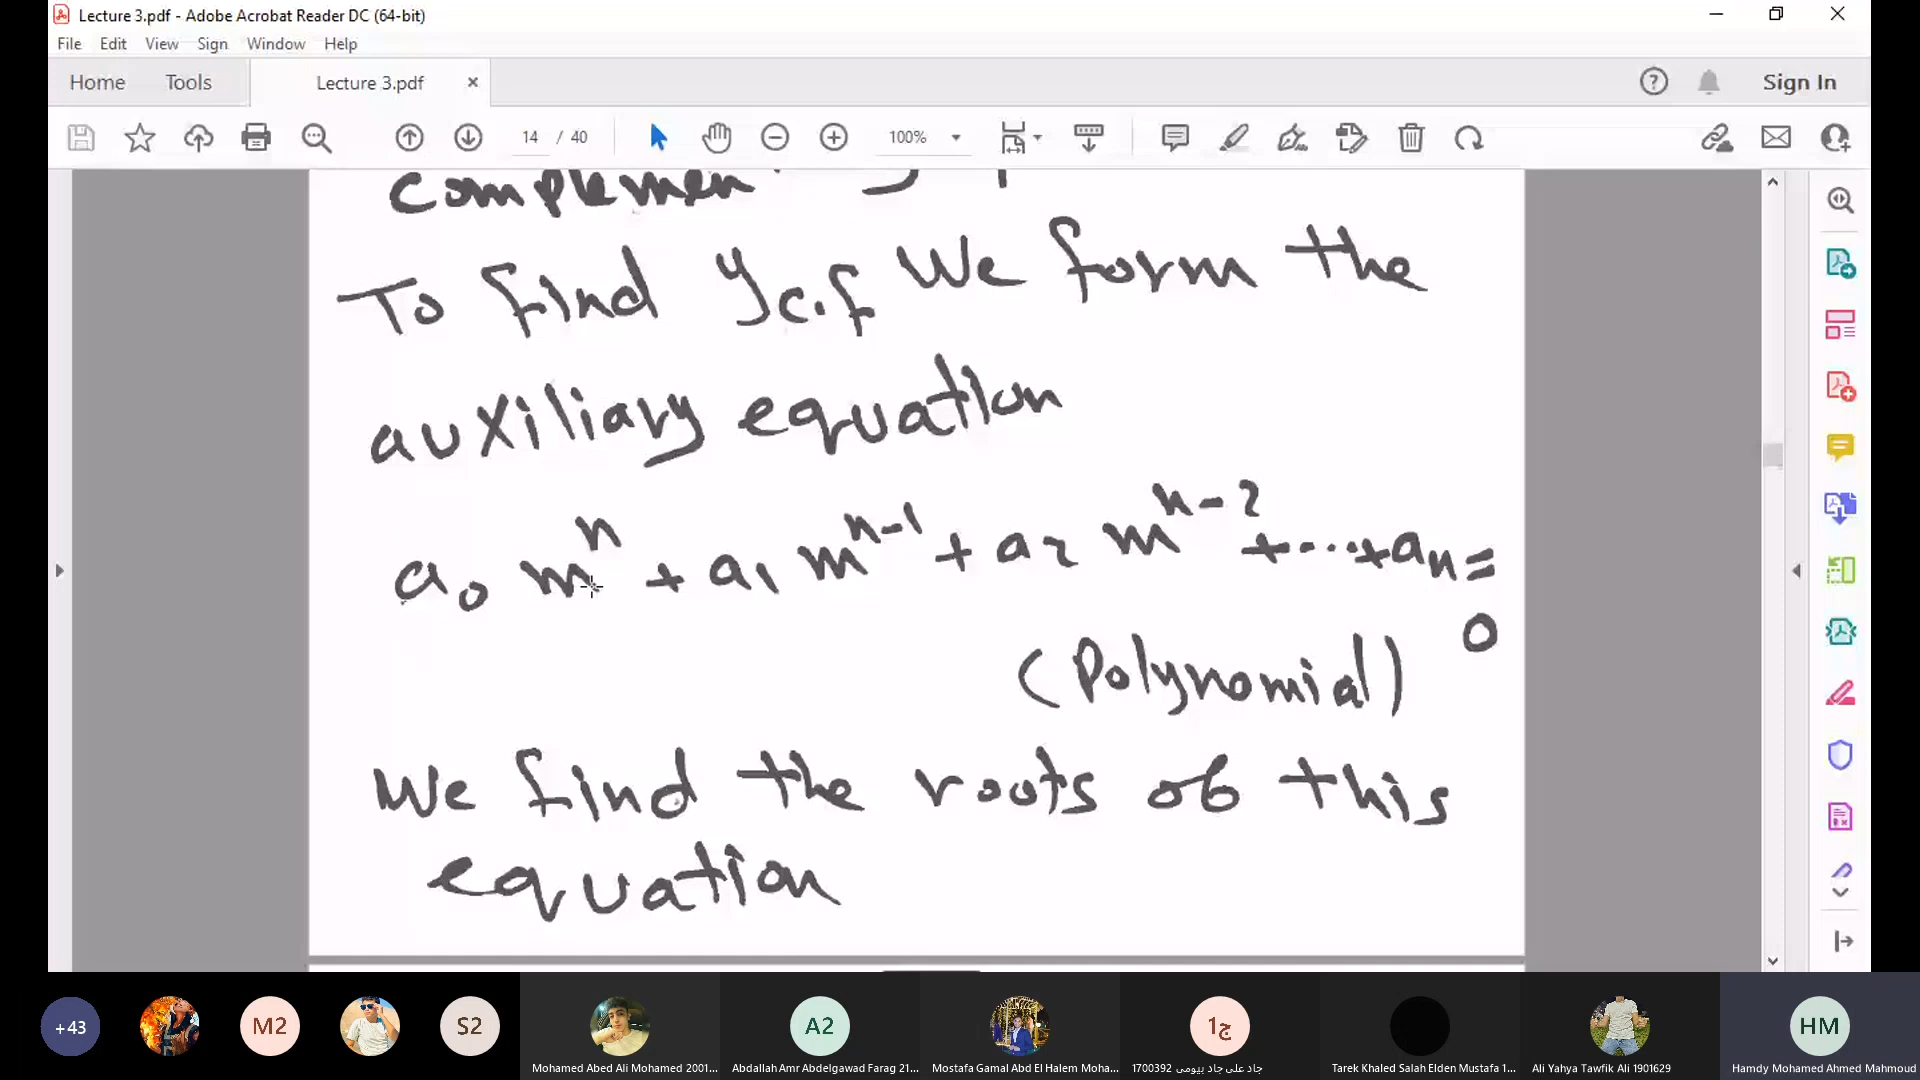 Lecture 3.pdf - Adobe Acrobat Reader DC (64-bit)
File Edit View Sign Window Help
Home Tools Lecture 3.pdf × Sign In
14 / 40 100%
To find y c.f We form the
auxiliary equation
a₀ mⁿ + a₁ mⁿ⁻¹ + a₂ mⁿ⁻² + ... + aₙ =
0
(Polynomial)
We find the roots of this
equation
+43 M2 S2 A2 ج1 HM
Mohamed Abed Ali Mohamed 2001... Abdallah Amr Abdelgawad Farag 21... Mostafa Gamal Abd El Halem Moha... جاد على جاد بيومى 1700392 Tarek Khaled Salah Elden Mustafa 1... Ali Yahya Tawfik Ali 1901629 Hamdy Mohamed Ahmed Mahmoud